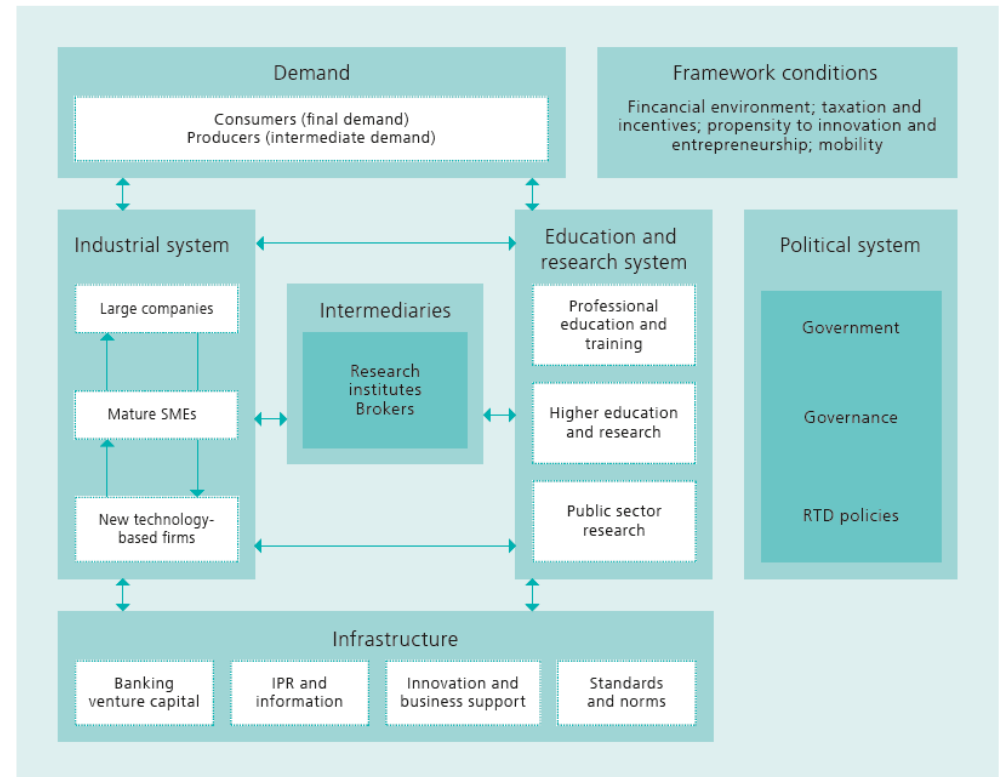 Demand
Consumers (final demand)
Producers (intermediate demand)
Framework conditions
Fincancial environment; taxation and
incentives; propensity to innovation and
entrepreneurship; mobility
Industrial system
Large companies
Mature SMEs
New technology-
based firms
Intermediaries
Research
institutes
Brokers
Education and
research system
Professional
education and
training
Higher education
and research
Public sector
research
Political system
Government
Governance
RTD policies
Infrastructure
Banking
venture capital
IPR and
information
Innovation and
business support
Standards
and norms